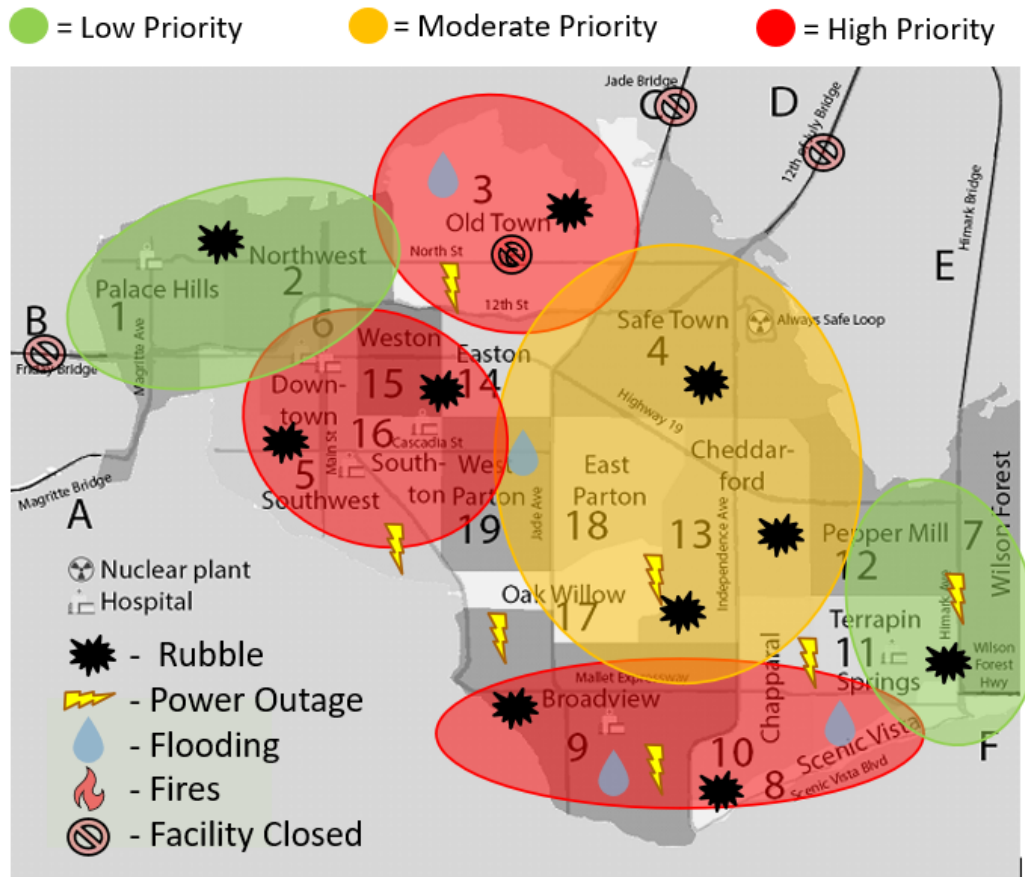 = Low Priority
= Moderate Priority
= High Priority
Jade Bridge
C
D
12th of July Bridge
Himark Bridge
E
3
Old Town
North St
12th St
Northwest
2
Palace Hills
1
6
Magritte Ave
B
Friday Bridge
Magritte Bridge
A
Safe Town
4
Always Safe Loop
Weston
15
Easton
14
Down-
town
16
Cascadia St
Main St
5
South-
ton
Southwest
West
Parton
19
Jade Ave
Highway 19
East
Parton
18
Cheddar-
ford
13
Independence Ave
Pepper Mill
12
7
Wilson Forest
Oak Willow
17
Terrapin
11
Springs
Himark Ave
Wilson
Forest
Hwy
Mallet Expressway
Broadview
9
Chapparal
10
8
Scenic Vista
Scenic Vista Blvd
F
Nuclear plant
Hospital
- Rubble
- Power Outage
- Flooding
- Fires
- Facility Closed